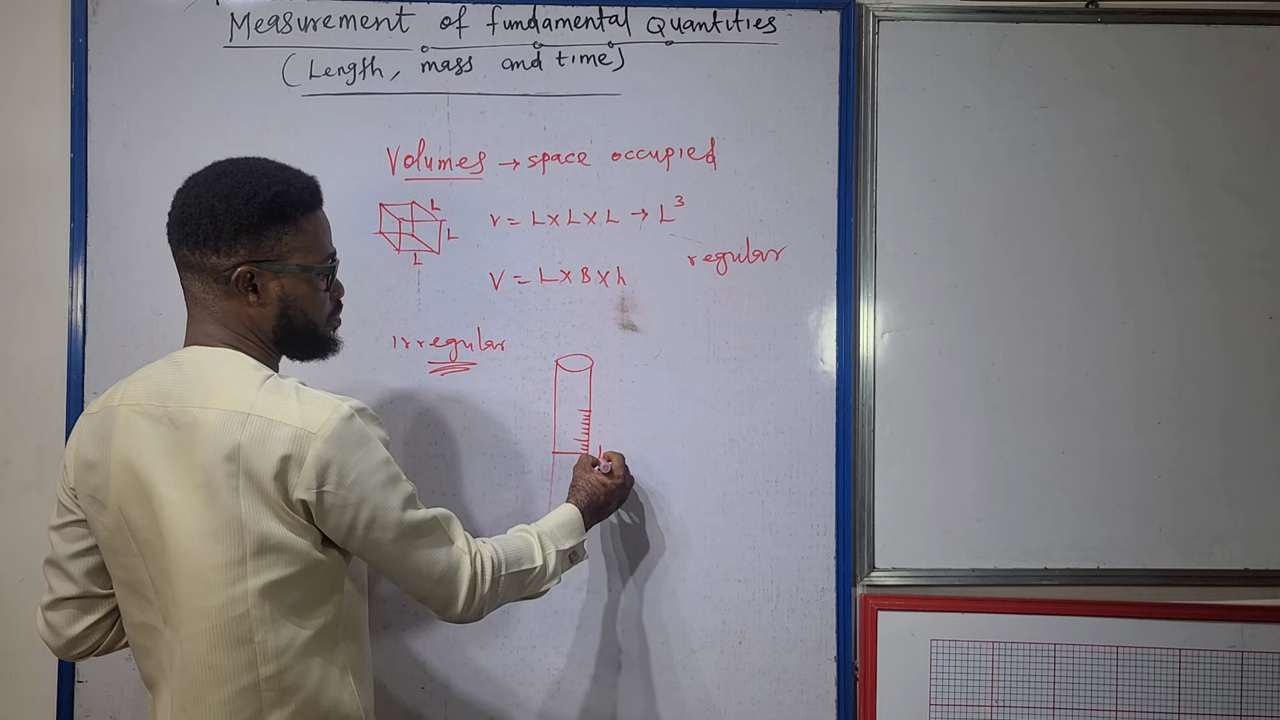 Measurement of fundamental Quantities
(Length, mass and time)
Volumes → space occupied
L
L
L
V = L x L x L → L³
regular
V = L x B x h
Irregular